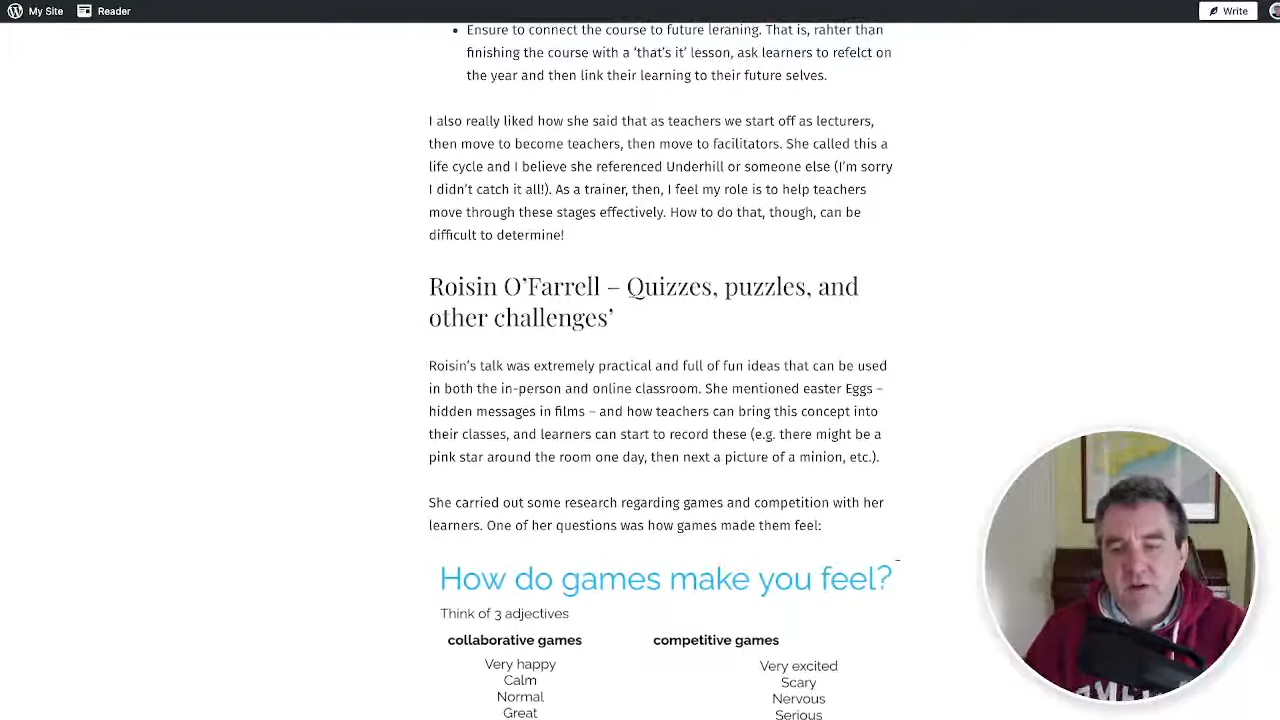 My Site
Reader
Write
Ensure to connect the course to future leraning. That is, rahter than
finishing the course with a ‘that’s it’ lesson, ask learners to refelct on
the year and then link their learning to their future selves.
I also really liked how she said that as teachers we start off as lecturers,
then move to become teachers, then move to facilitators. She called this a
life cycle and I believe she referenced Underhill or someone else (I’m sorry
I didn’t catch it all!). As a trainer, then, I feel my role is to help teachers
move through these stages effectively. How to do that, though, can be
difficult to determine!
Roisin O’Farrell – Quizzes, puzzles, and
other challenges’
Roisin’s talk was extremely practical and full of fun ideas that can be used
in both the in-person and online classroom. She mentioned easter Eggs –
hidden messages in films – and how teachers can bring this concept into
their classes, and learners can start to record these (e.g. there might be a
pink star around the room one day, then next a picture of a minion, etc.).
She carried out some research regarding games and competition with her
learners. One of her questions was how games made them feel:
How do games make you feel?
Think of 3 adjectives
collaborative games
Very happy
Calm
Normal
Great
competitive games
Very excited
Scary
Nervous
Serious